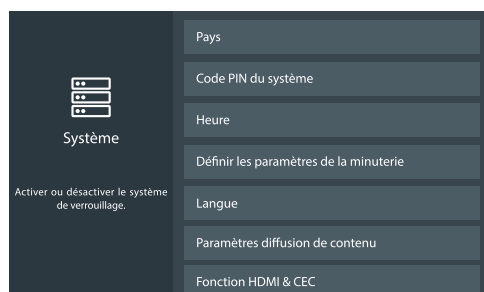 Système
Activer ou désactiver le système
de verrouillage.
Pays
Code PIN du système
Heure
Définir les paramètres de la minuterie
Langue
Paramètres diffusion de contenu
Fonction HDMI & CEC